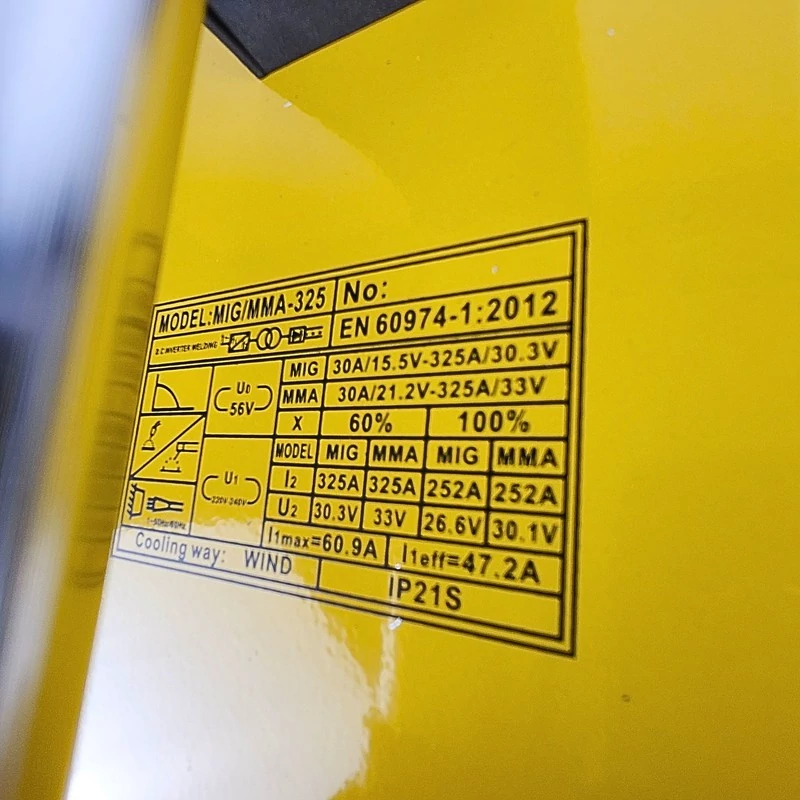 MODEL:MIG/MMA-325 No:
D.C INVERTER WELDING EN 60974-1:2012
U0 56V MIG 30A/15.5V-325A/30.3V
MMA 30A/21.2V-325A/33V
X 60% 100%
U1 220V-240V MODEL MIG MMA MIG MMA
I2 325A 325A 252A 252A
1~50Hz/60Hz U2 30.3V 33V 26.6V 30.1V
I1max=60.9A I1eff=47.2A
Cooling way: WIND IP21S